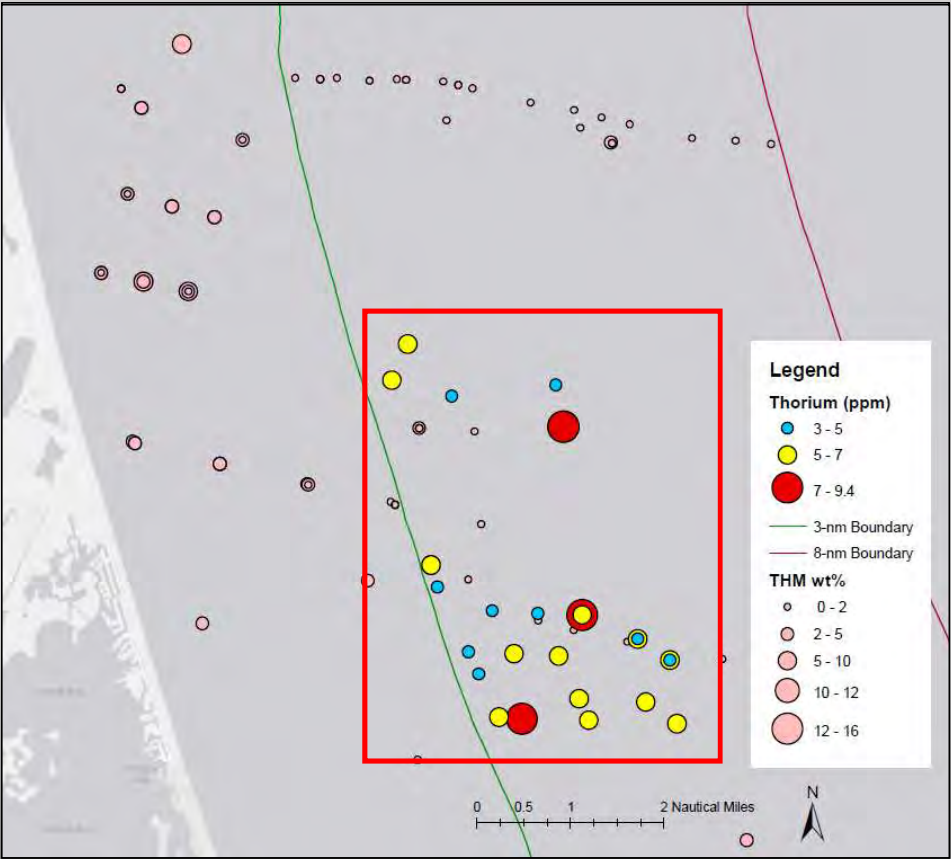 Legend
Thorium (ppm)
3 - 5
5 - 7
7 - 9.4
3-nm Boundary
8-nm Boundary
THM wt%
0 - 2
2 - 5
5 - 10
10 - 12
12 - 16
N
0 0.5 1 2 Nautical Miles